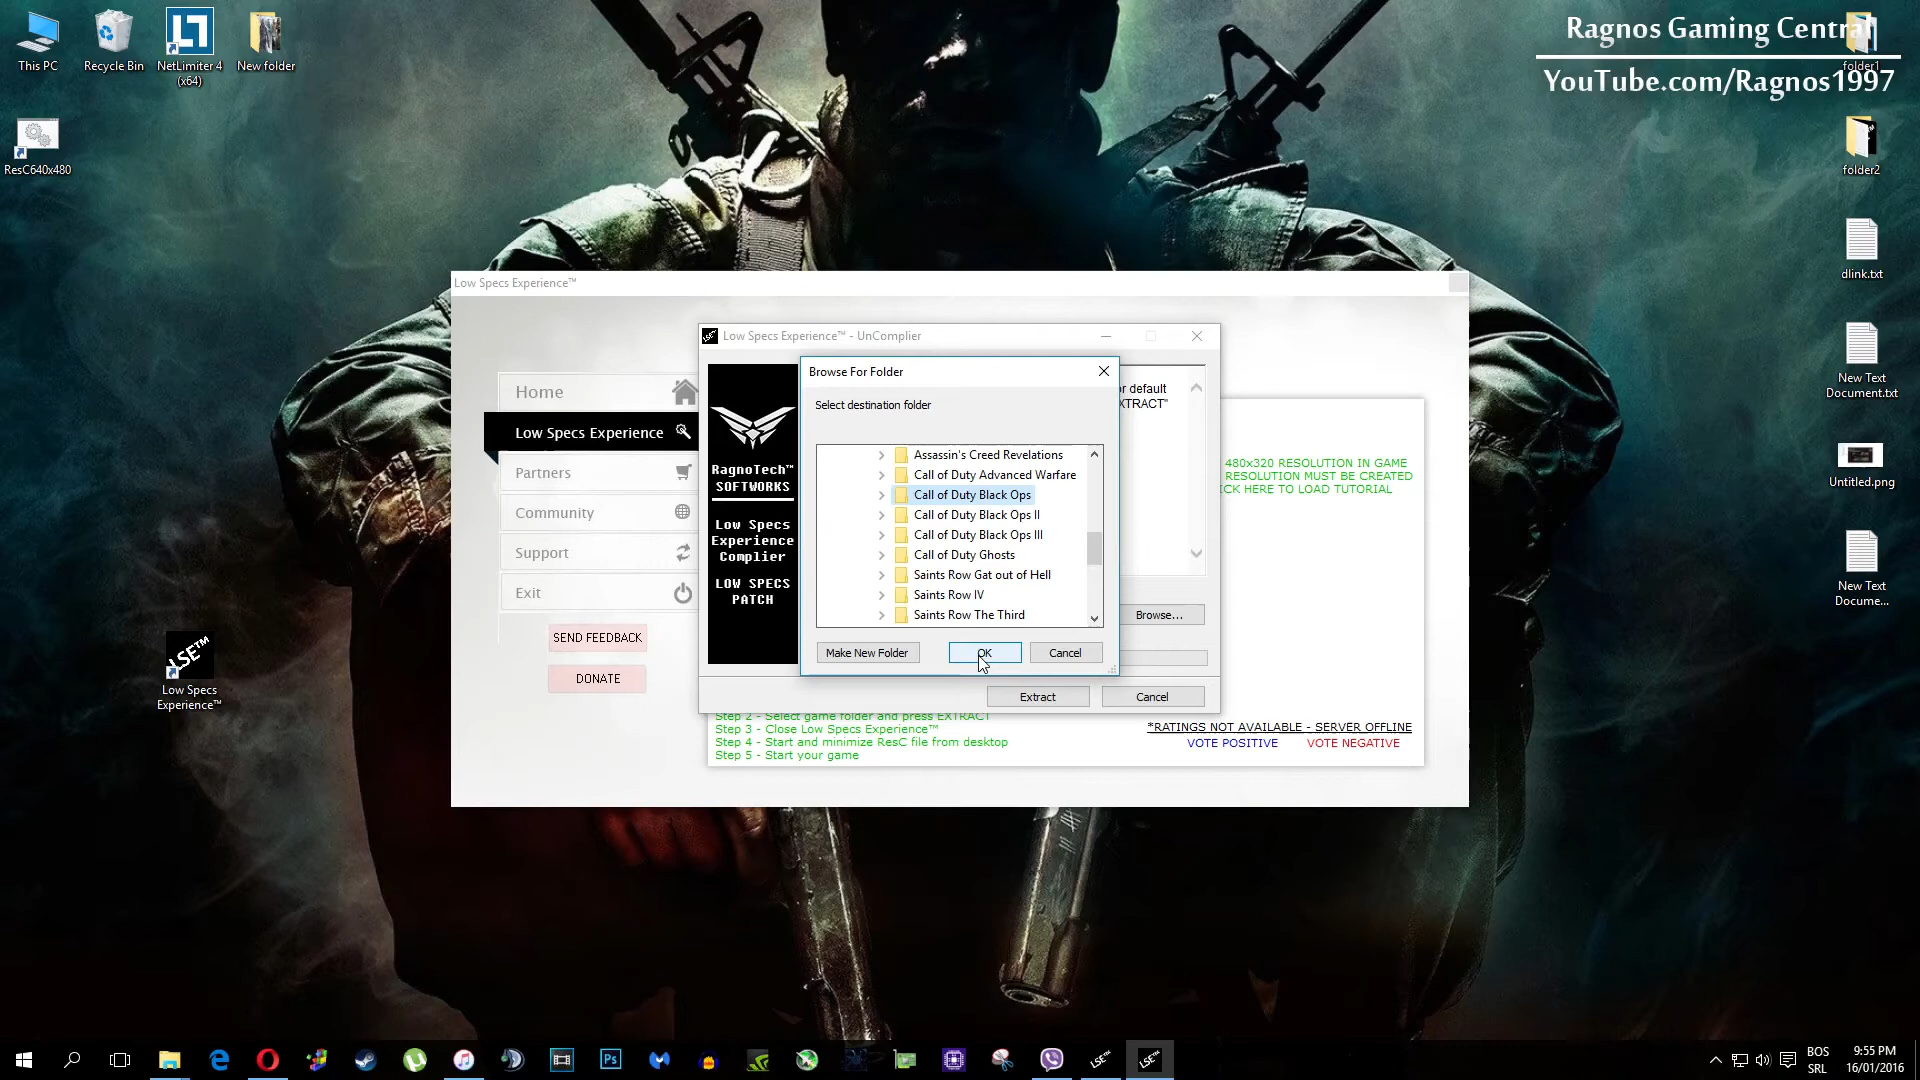 This PC
Recycle Bin
NetLimiter 4
(x64)
New folder
Ragnos Gaming Central
YouTube.com/Ragnos1997
folder1
ResC640x480
folder2
dlink.txt
New Text
Document.txt
Untitled.png
New Text
Docume...
LSE™
Low Specs
Experience™
Low Specs Experience™
Home
Low Specs Experience
Partners
Community
Support
Exit
SEND FEEDBACK
DONATE
Low Specs Experience™ - UnComplier
RagnoTech™
SOFTWORKS
Low Specs
Experience
Complier
LOW SPECS
PATCH
Browse For Folder
Select destination folder
Assassin's Creed Revelations
Call of Duty Advanced Warfare
Call of Duty Black Ops
Call of Duty Black Ops II
Call of Duty Black Ops III
Call of Duty Ghosts
Saints Row Gat out of Hell
Saints Row IV
Saints Row The Third
Make New Folder
OK
Cancel
r default
XTRACT"
Browse...
Extract
Cancel
480x320 RESOLUTION IN GAME
RESOLUTION MUST BE CREATED
ICK HERE TO LOAD TUTORIAL
Step 2 - Select game folder and press EXTRACT
Step 3 - Close Low Specs Experience™
Step 4 - Start and minimize ResC file from desktop
Step 5 - Start your game
*RATINGS NOT AVAILABLE - SERVER OFFLINE
VOTE POSITIVE
VOTE NEGATIVE
Ps
LSE™
LSE™
BOS
SRL
9:55 PM
16/01/2016